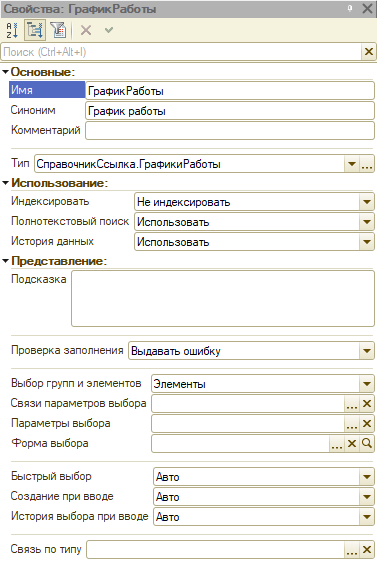 Свойства: ГрафикРаботы
Поиск (Ctrl+Alt+I)
Основные:
Имя ГрафикРаботы
Синоним График работы
Комментарий
Тип СправочникСсылка.ГрафикиРаботы
Использование:
Индексировать Не индексировать
Полнотекстовый поиск Использовать
История данных Использовать
Представление:
Подсказка
Проверка заполнения Выдавать ошибку
Выбор групп и элементов Элементы
Связи параметров выбора
Параметры выбора
Форма выбора
Быстрый выбор Авто
Создание при вводе Авто
История выбора при вводе Авто
Связь по типу